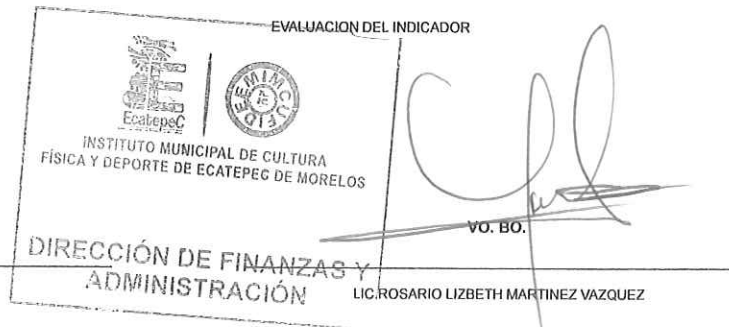 EVALUACION DEL INDICADOR
EcatepeC
INSTITUTO MUNICIPAL DE CULTURA
FÍSICA Y DEPORTE DE ECATEPEC DE MORELOS
VO. BO.
DIRECCIÓN DE FINANZAS Y
ADMINISTRACIÓN
LIC.ROSARIO LIZBETH MARTINEZ VAZQUEZ